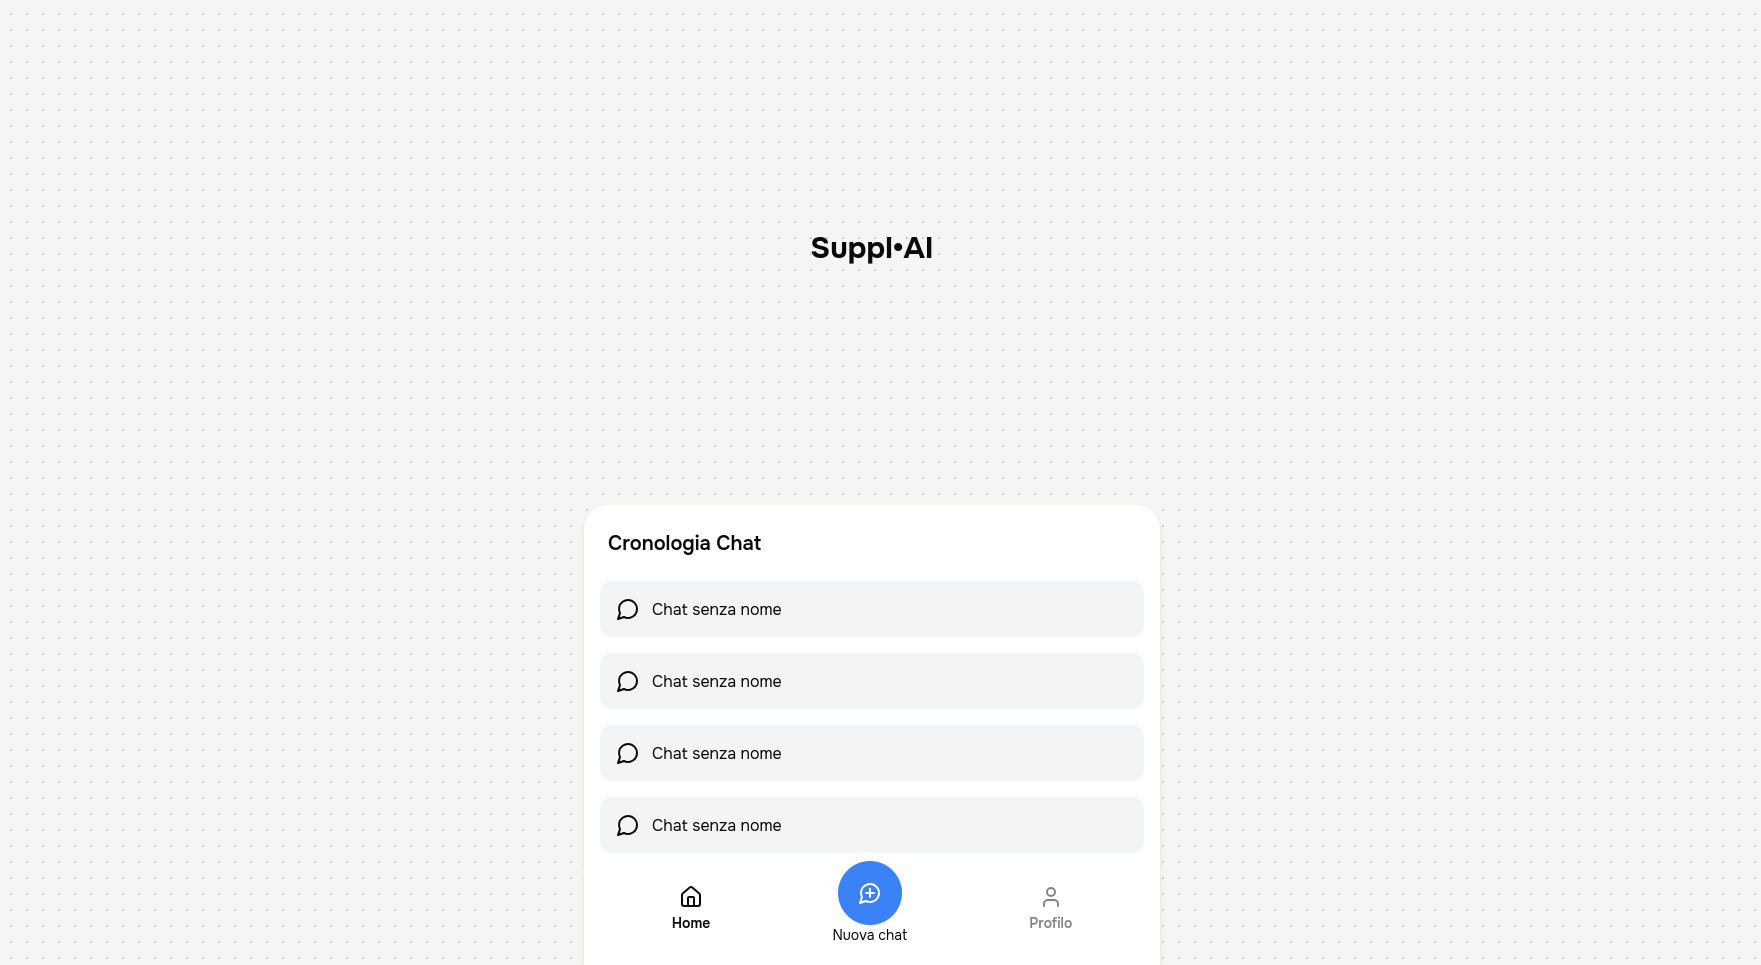 Suppl•AI
Cronologia Chat
Chat senza nome
Chat senza nome
Chat senza nome
Chat senza nome
Home
Nuova chat
Profilo